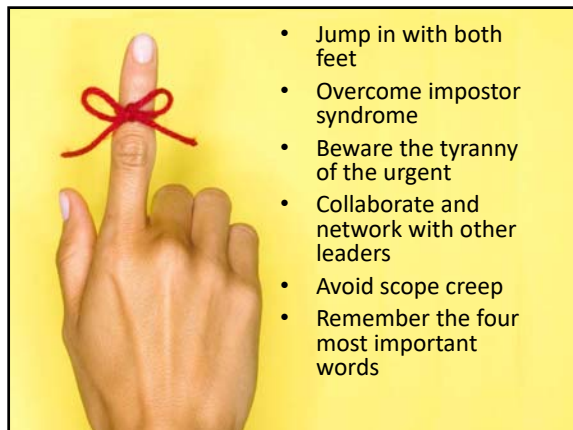 • Jump in with both
feet
• Overcome impostor
syndrome
• Beware the tyranny
of the urgent
• Collaborate and
network with other
leaders
• Avoid scope creep
• Remember the four
most important
words